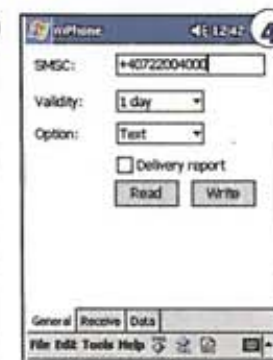 mPhone 12:42 4
SMSC: +40722004000
Validity: 1 day
Option: Text
Delivery report
Read Write
General Receive Data
File Edit Tools Help